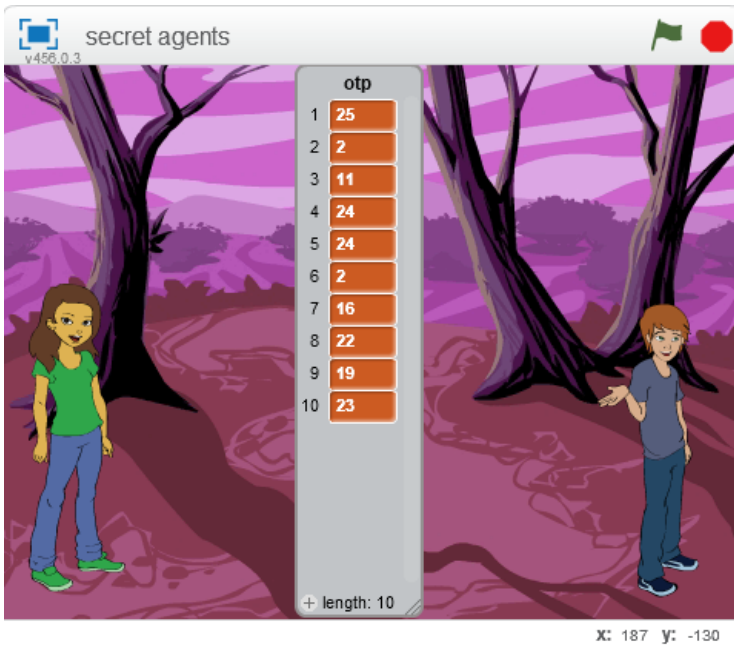 secret agents
v456.0.3
otp
1 25
2 2
3 11
4 24
5 24
6 2
7 16
8 22
9 19
10 23
+ length: 10
x: 187 y: -130